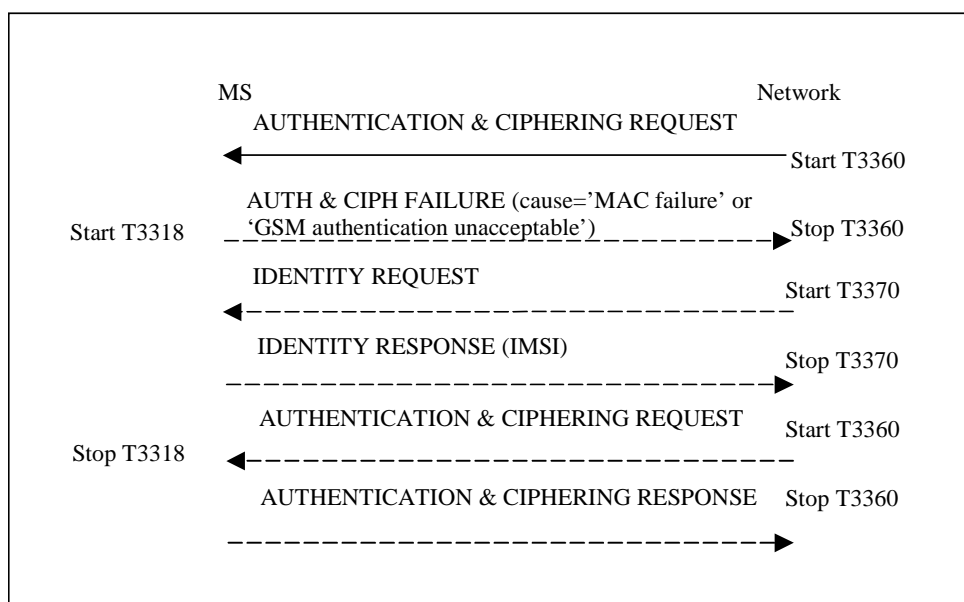 MS Network
AUTHENTICATION & CIPHERING REQUEST
Start T3360
AUTH & CIPH FAILURE (cause=’MAC failure’ or
‘GSM authentication unacceptable’)
Start T3318
Stop T3360
IDENTITY REQUEST
Start T3370
IDENTITY RESPONSE (IMSI)
Stop T3370
AUTHENTICATION & CIPHERING REQUEST
Start T3360
Stop T3318
AUTHENTICATION & CIPHERING RESPONSE
Stop T3360